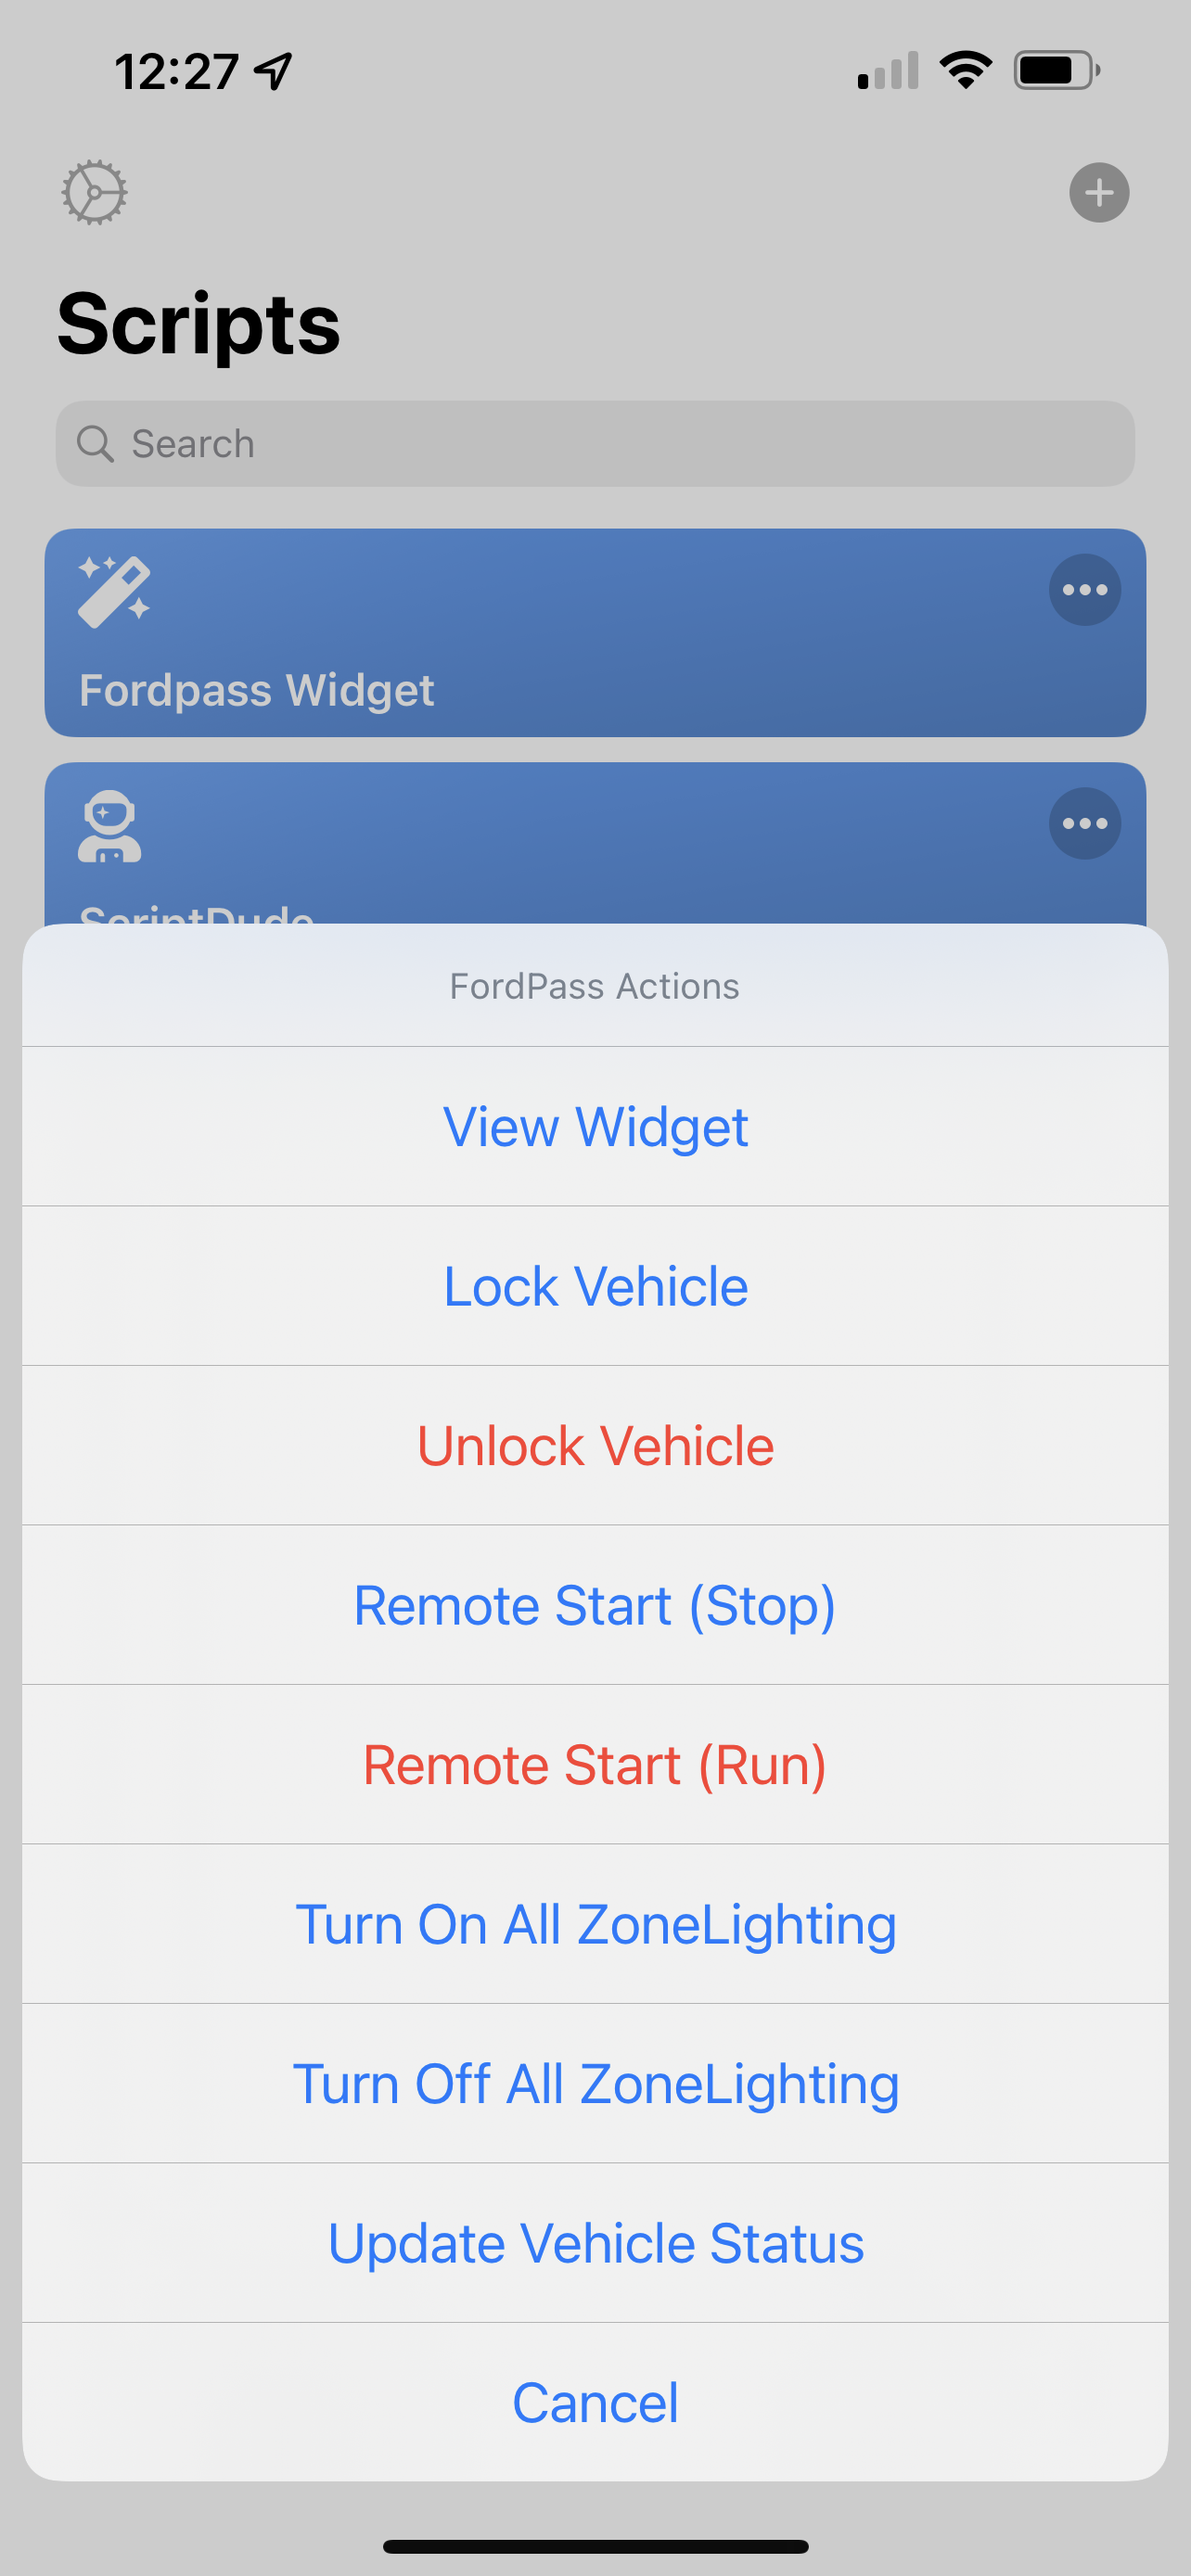 12:27
Scripts
Search
Fordpass Widget
ScriptDude
FordPass Actions
View Widget
Lock Vehicle
Unlock Vehicle
Remote Start (Stop)
Remote Start (Run)
Turn On All ZoneLighting
Turn Off All ZoneLighting
Update Vehicle Status
Cancel